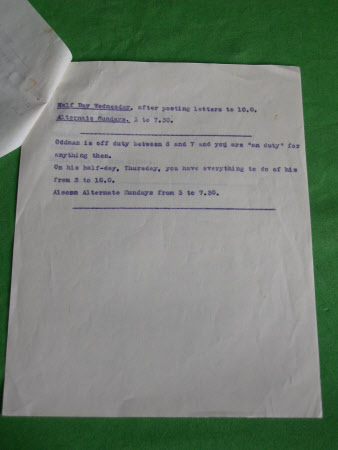 Half Day Wednesday, after posting letters to 10.0.
Alternate Sundays. 3 to 7.30.
Oddman is off duty between 5 and 7 and you are "on duty" for
anything then.
On his half-day, Thursday, you have everything to do of his
from 2 to 10.0.
Alsoon Alternate Sundays from 3 to 7.30.